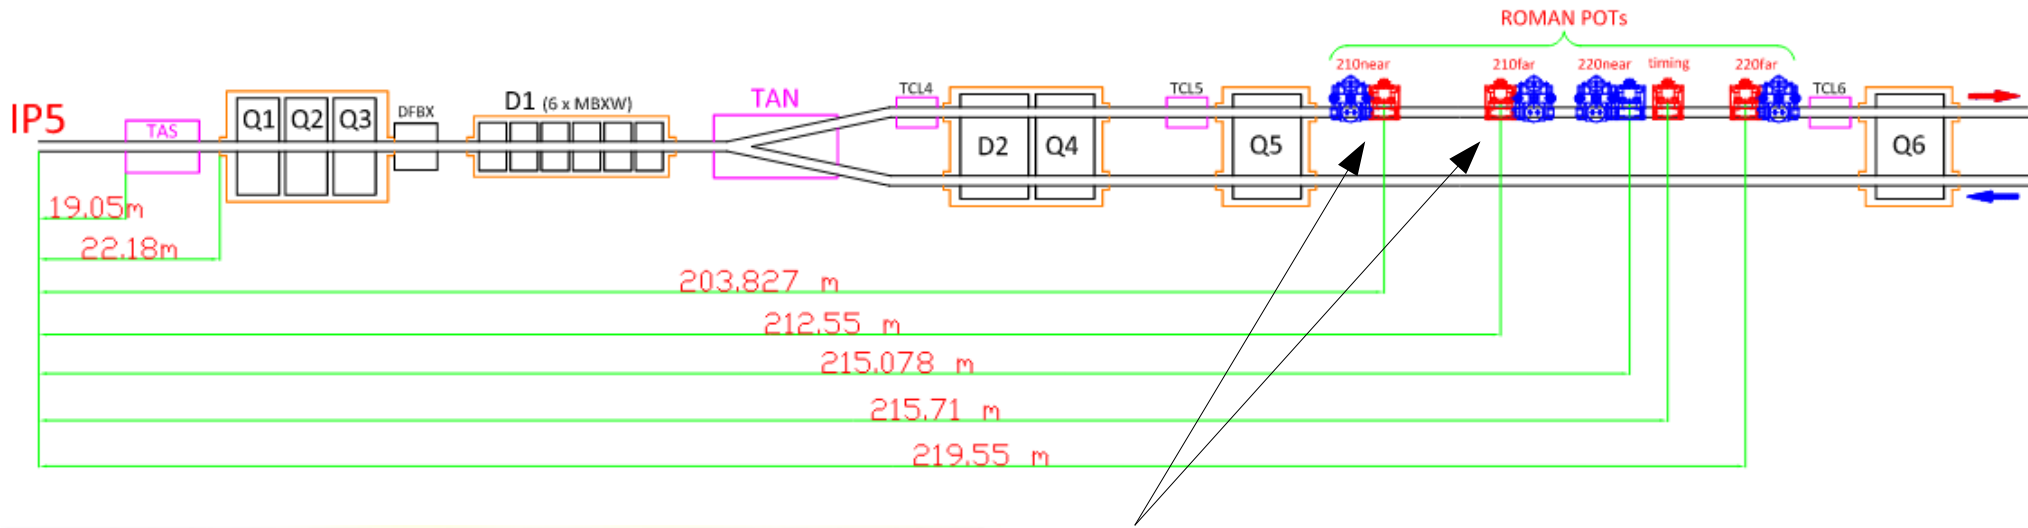 ROMAN POTs
210near 210far 220near timing 220far
IP5 TAS Q1 Q2 Q3 DFBX D1 (6 x MBXW) TAN TCL4 D2 Q4 TCL5 Q5 TCL6 Q6
19.05m
22.18m
203.827 m
212.55 m
215.078 m
215.71 m
219.55 m